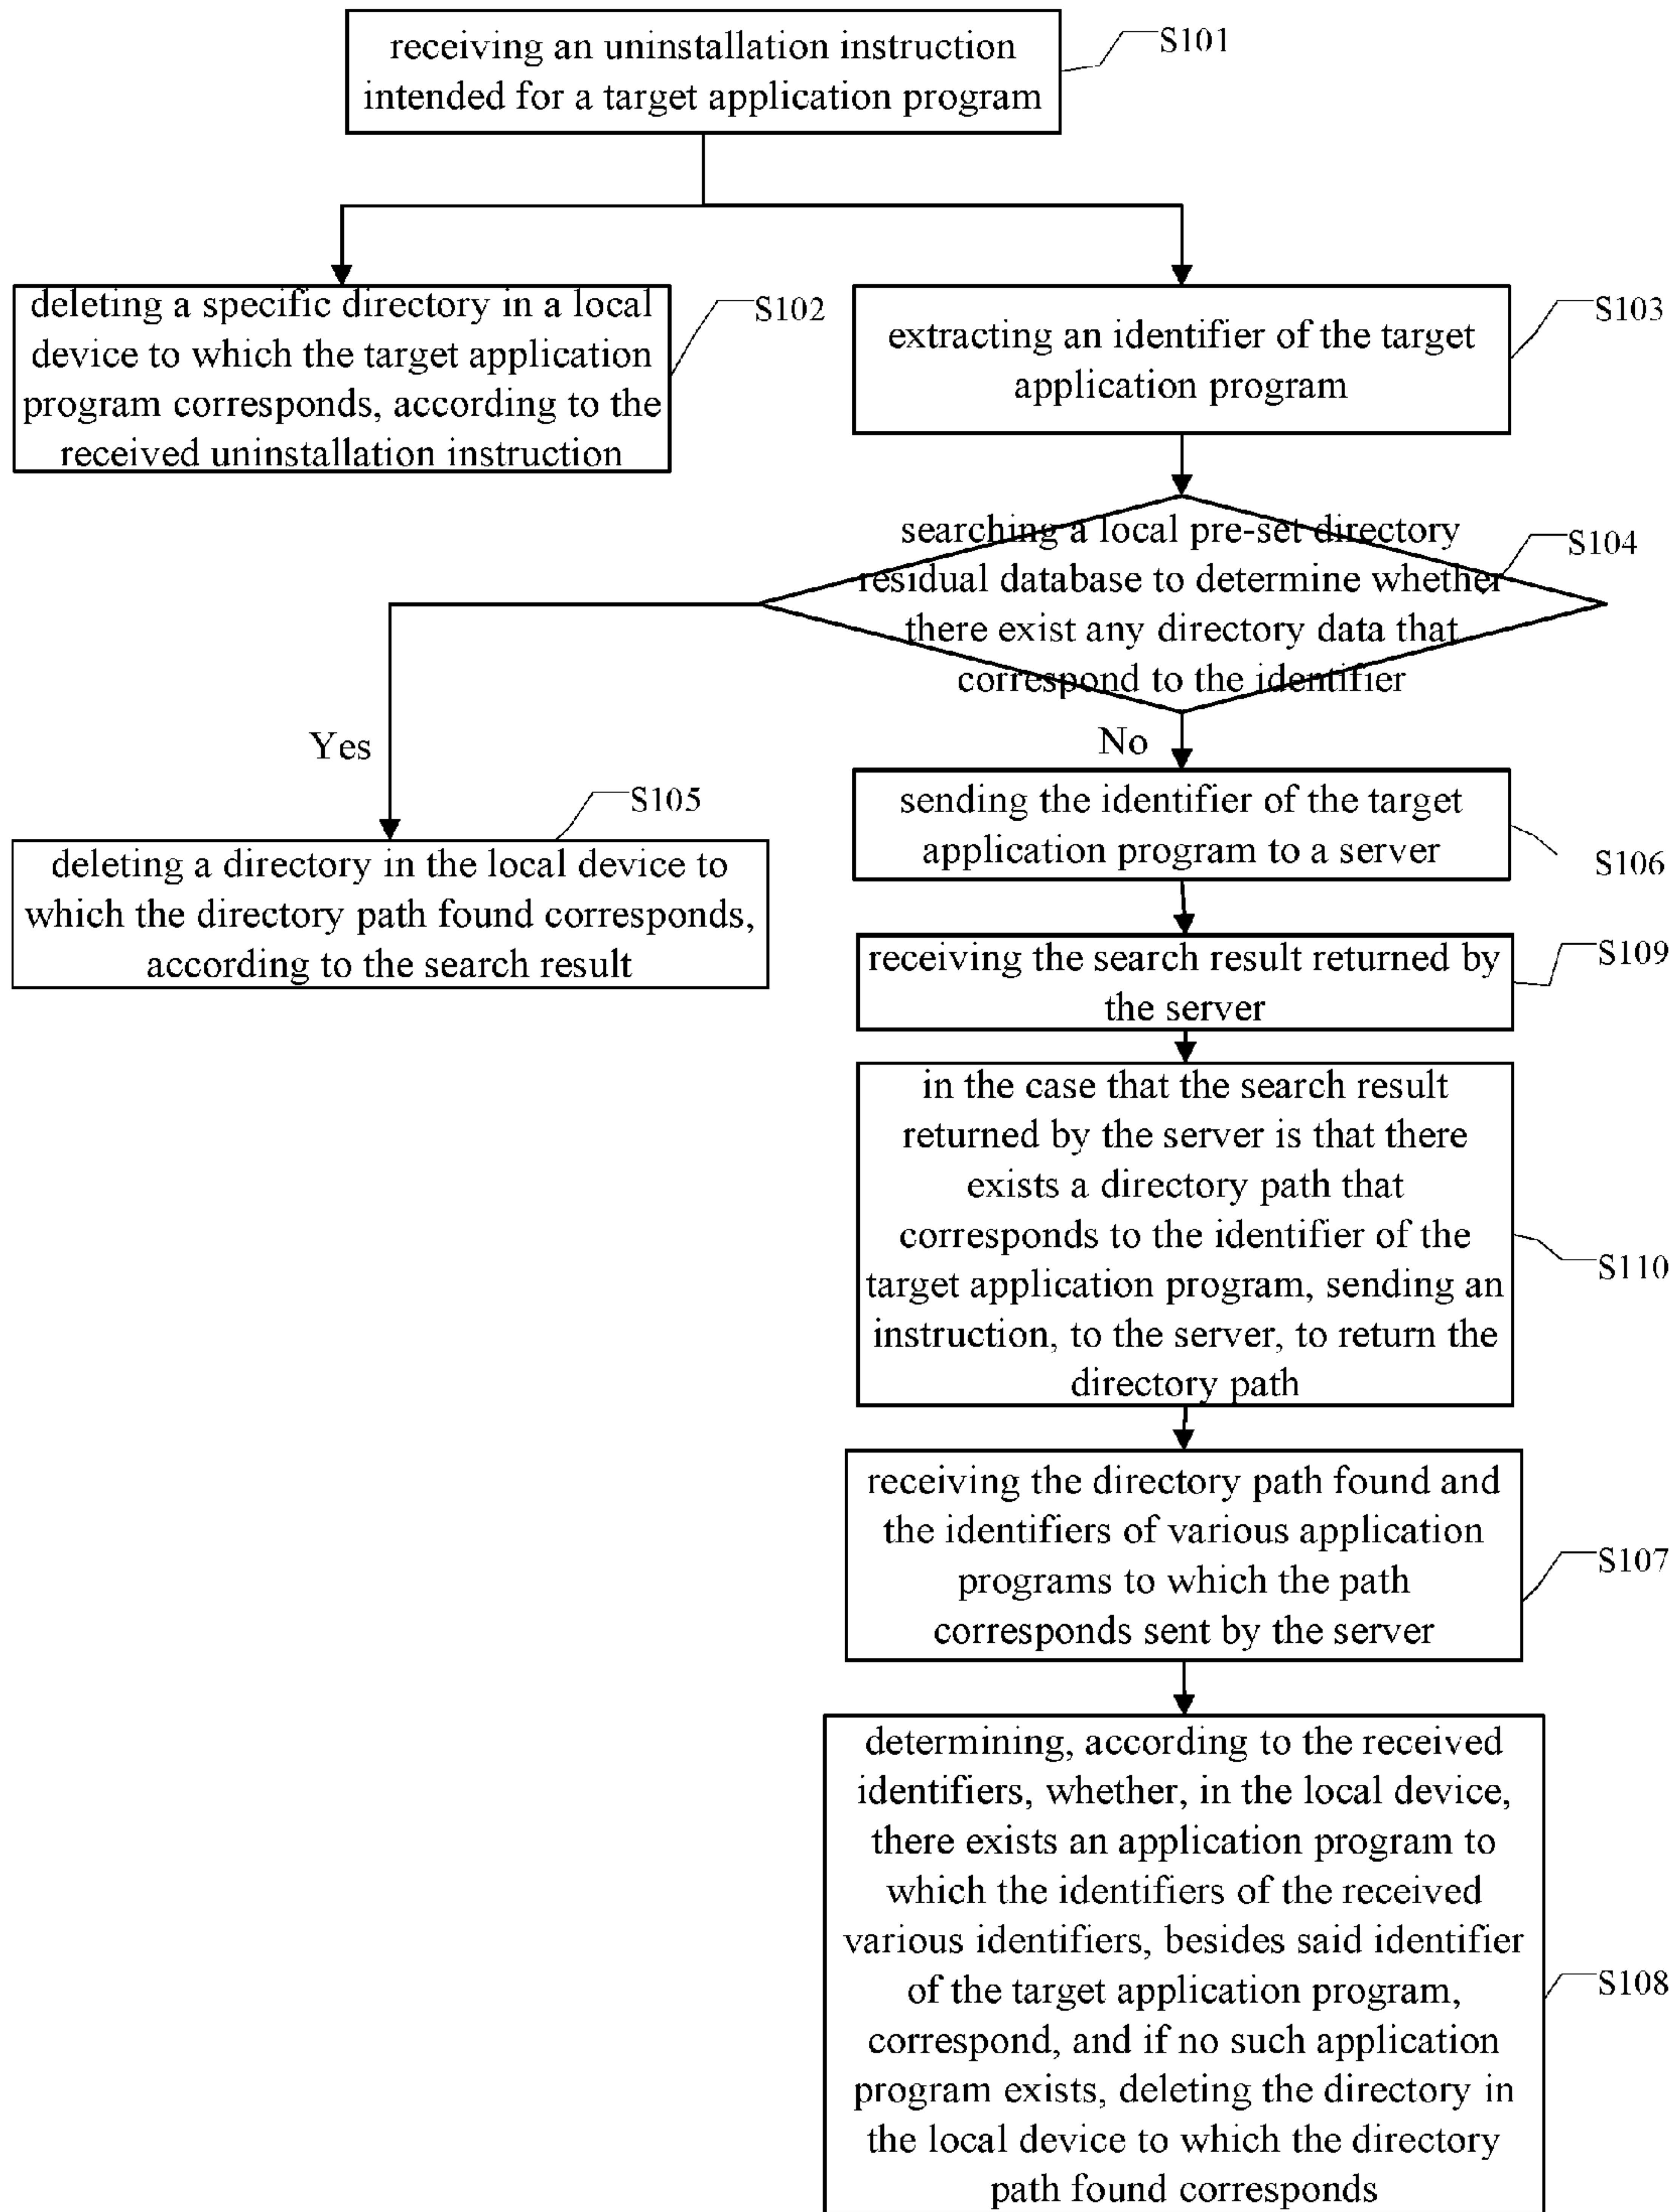 receiving an uninstallation instruction
intended for a target application program
S101
deleting a specific directory in a local
device to which the target application
program corresponds, according to the
received uninstallation instruction
S102
extracting an identifier of the target
application program
S103
searching a local pre-set directory
residual database to determine whether
there exist any directory data that
correspond to the identifier
S104
Yes
No
deleting a directory in the local device to
which the directory path found corresponds,
according to the search result
S105
sending the identifier of the target
application program to a server
S106
receiving the search result returned by
the server
S109
in the case that the search result
returned by the server is that there
exists a directory path that
corresponds to the identifier of the
target application program, sending an
instruction, to the server, to return the
directory path
S110
receiving the directory path found and
the identifiers of various application
programs to which the path
corresponds sent by the server
S107
determining, according to the received
identifiers, whether, in the local device,
there exists an application program to
which the identifiers of the received
various identifiers, besides said identifier
of the target application program,
correspond, and if no such application
program exists, deleting the directory in
the local device to which the directory
path found corresponds
S108